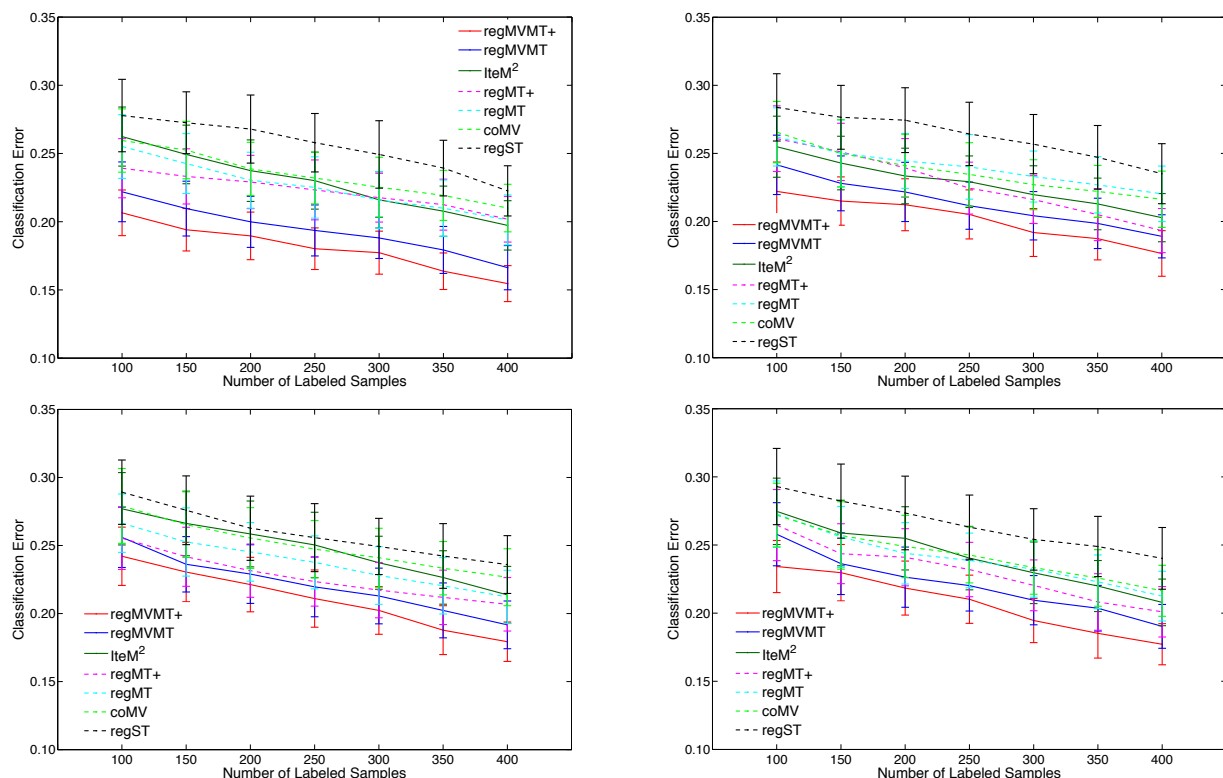 0.35
0.30
0.25
0.20
0.15
0.10
Classification Error
regMVMT+
regMVMT
IteM²
regMT+
regMT
coMV
regST
100 150 200 250 300 350 400
Number of Labeled Samples
0.35
0.30
0.25
0.20
0.15
0.10
Classification Error
regMVMT+
regMVMT
IteM²
regMT+
regMT
coMV
regST
100 150 200 250 300 350 400
Number of Labeled Samples
0.35
0.30
0.25
0.20
0.15
0.10
Classification Error
regMVMT+
regMVMT
IteM²
regMT+
regMT
coMV
regST
100 150 200 250 300 350 400
Number of Labeled Samples
0.35
0.30
0.25
0.20
0.15
0.10
Classification Error
regMVMT+
regMVMT
IteM²
regMT+
regMT
coMV
regST
100 150 200 250 300 350 400
Number of Labeled Samples